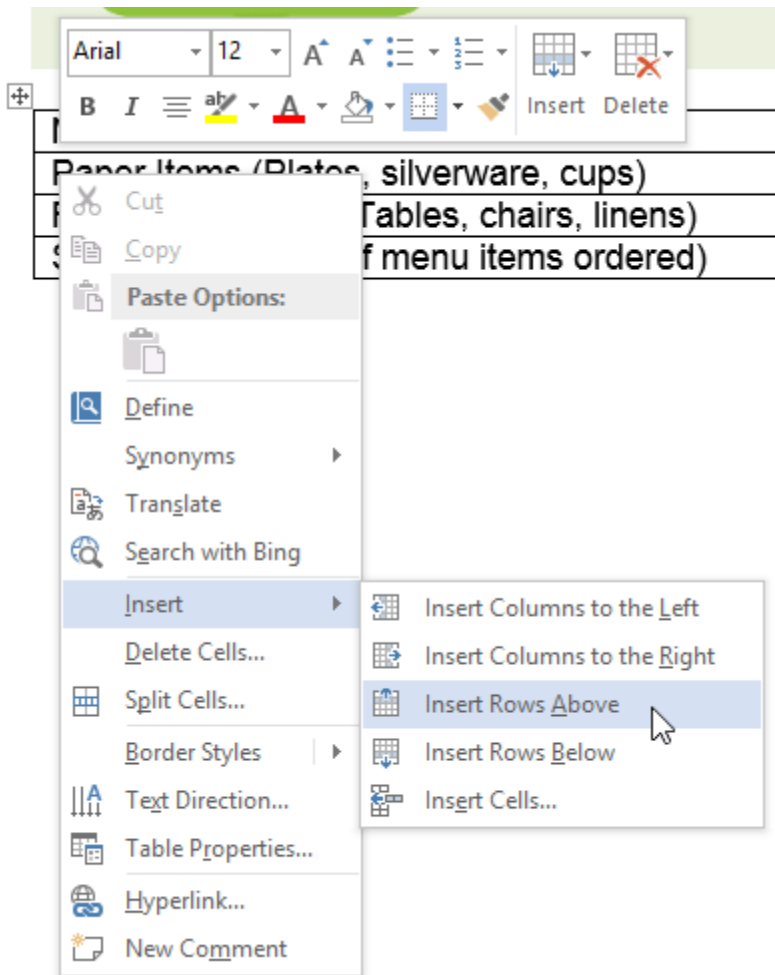 Arial 12
Insert Delete
Paper Items (Plates, silverware, cups)
Tables, chairs, linens)
f menu items ordered)
Cut
Copy
Paste Options:
Define
Synonyms
Translate
Search with Bing
Insert
Delete Cells...
Split Cells...
Border Styles
Text Direction...
Table Properties...
Hyperlink...
New Comment
Insert Columns to the Left
Insert Columns to the Right
Insert Rows Above
Insert Rows Below
Insert Cells...